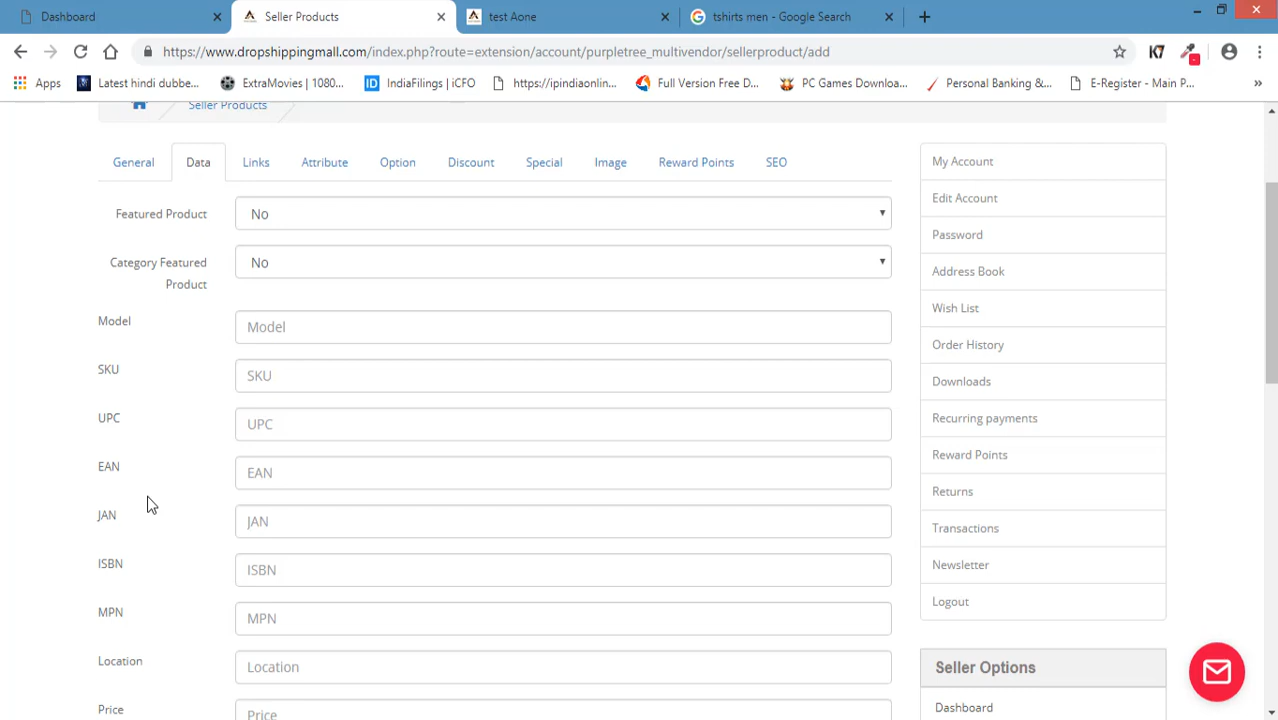 Dashboard
Seller Products
test Aone
tshirts men - Google Search
https://www.dropshippingmall.com/index.php?route=extension/account/purpletree_multivendor/sellerproduct/add
K7
Apps
Latest hindi dubbe...
ExtraMovies | 1080...
ID IndiaFilings | iCFO
https://ipindiaonlin...
Full Version Free D...
PC Games Downloa...
Personal Banking &...
E-Register - Main P...
Seller Products
General
Data
Links
Attribute
Option
Discount
Special
Image
Reward Points
SEO
Featured Product
No
Category Featured
Product
No
Model
Model
SKU
SKU
UPC
UPC
EAN
EAN
JAN
JAN
ISBN
ISBN
MPN
MPN
Location
Location
Price
Price
My Account
Edit Account
Password
Address Book
Wish List
Order History
Downloads
Recurring payments
Reward Points
Returns
Transactions
Newsletter
Logout
Seller Options
Dashboard